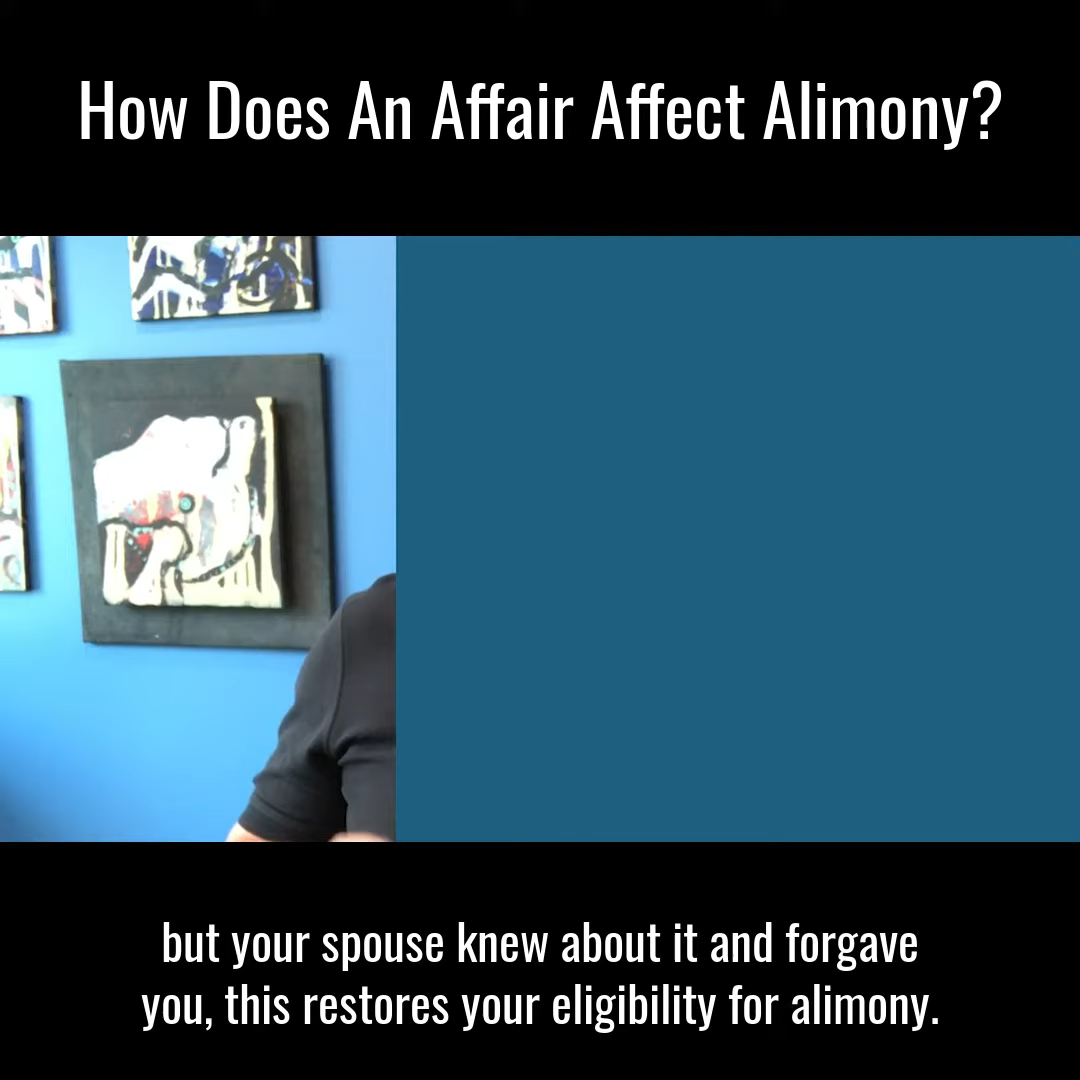 How Does An Affair Affect Alimony?
but your spouse knew about it and forgave
you, this restores your eligibility for alimony.